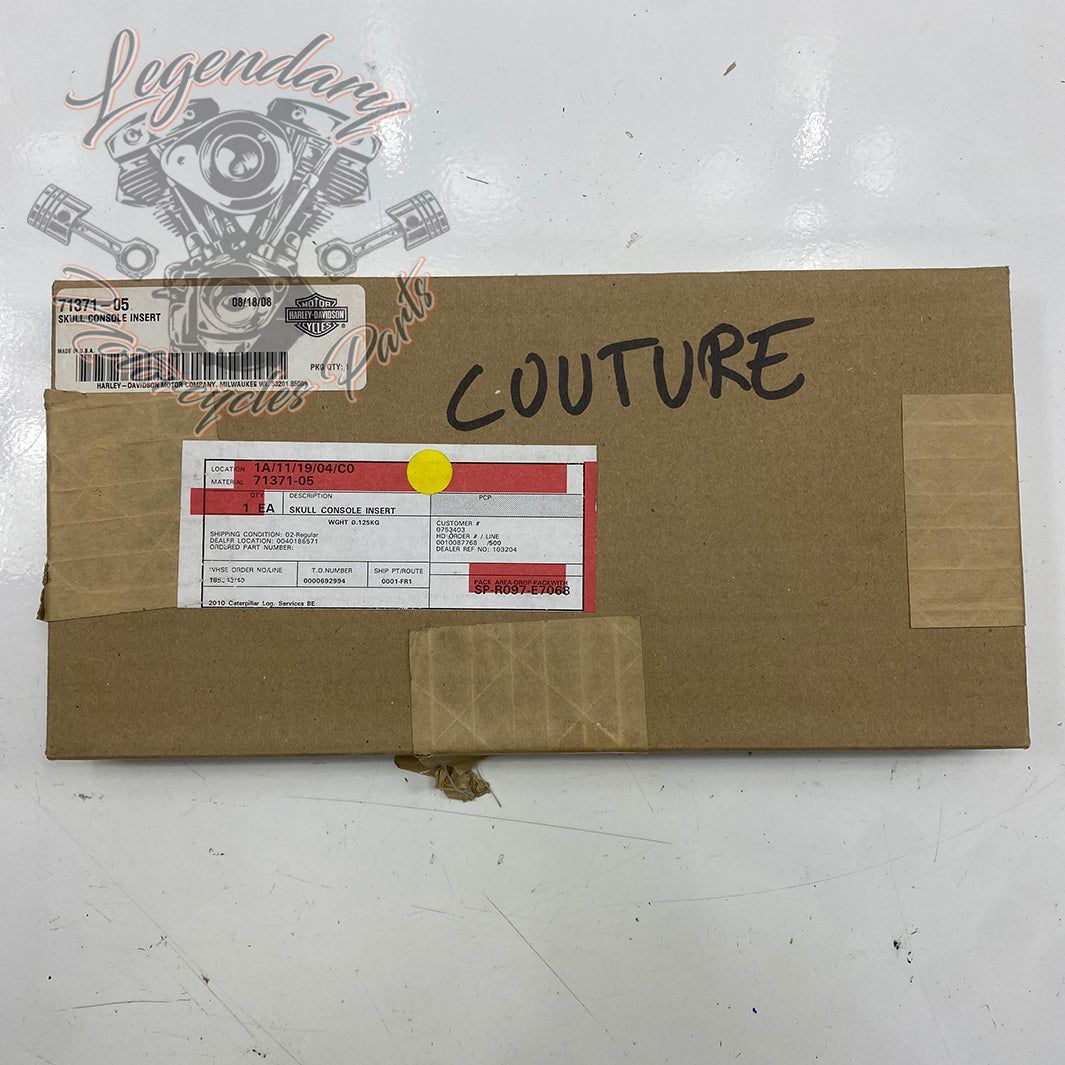 Legendary
Motorcycles Parts
71371-05
08/18/08
SKULL CONSOLE INSERT
MOTOR
HARLEY-DAVIDSON
CYCLES
®
MADE IN U.S.A.
PKG QTY: 1
HARLEY-DAVIDSON MOTOR COMPANY, MILWAUKEE WI, 53201
COUTURE
LOCATION 1A/11/19/04/C0
MATERIAL 71371-05
QTY DESCRIPTION PCP
1 EA SKULL CONSOLE INSERT
WGHT 0.125KG
SHIPPING CONDITION: 02-Regular
DEALER LOCATION: 0040186571
ORDERED PART NUMBER:
CUSTOMER #
0753403
HD ORDER # / LINE
0010087768 /500
DEALER REF NO: 103204
WHSE ORDER NO/LINE T.O.NUMBER SHIP PT/ROUTE
0000692994 0001-FR1
PACK AREA-DROP-PACKWITH
SP-R097-E7068
2010 Caterpillar Log. Services BE